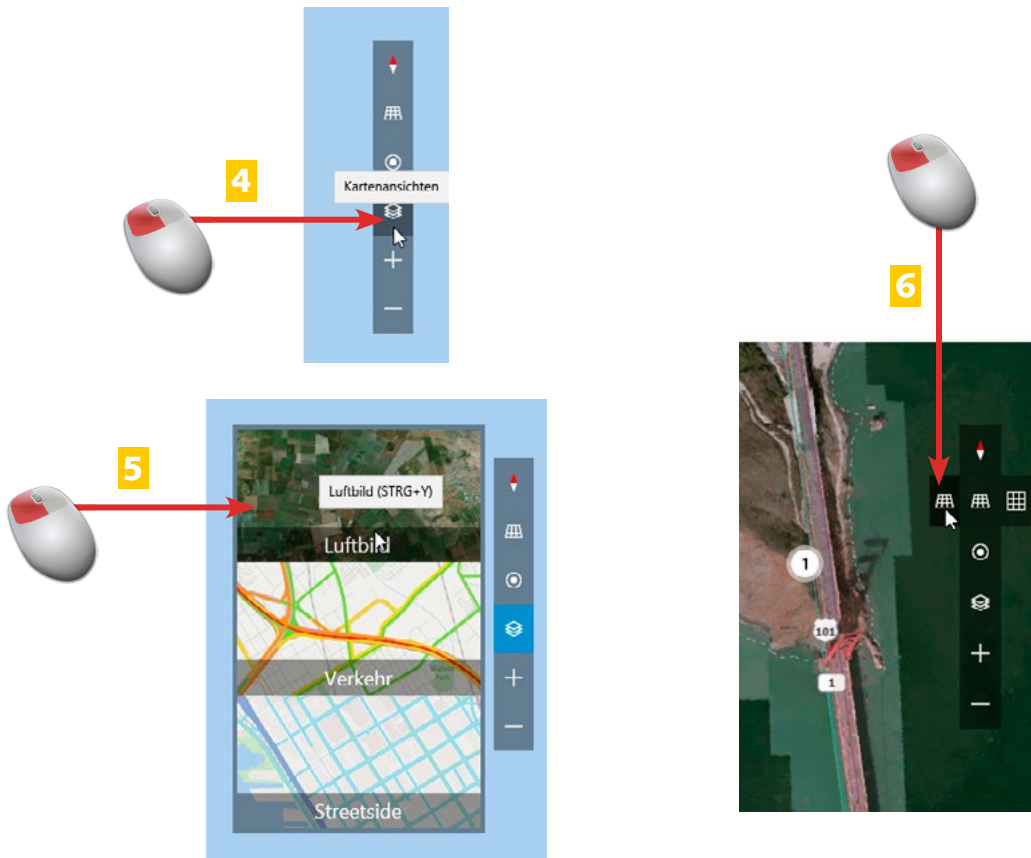 4
Kartenansichten
5
Luftbild (STRG+Y)
Luftbild
Verkehr
Streetside
6
1
101
1